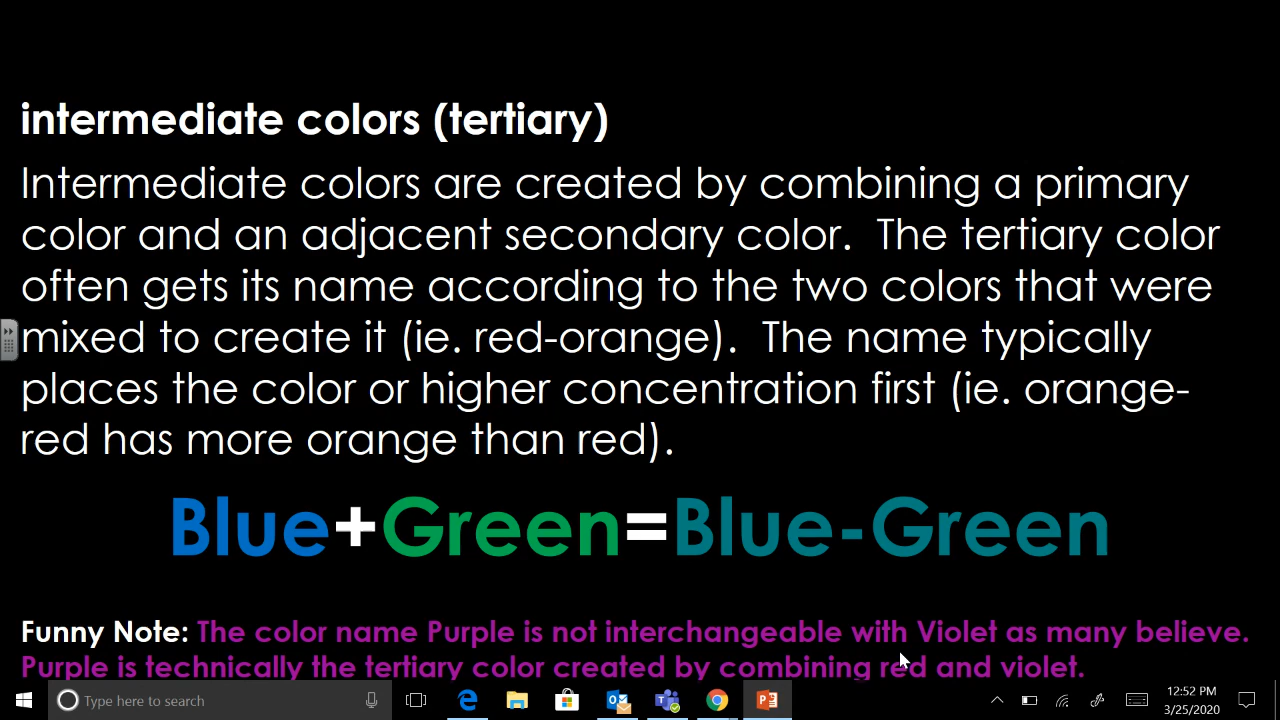 intermediate colors (tertiary)
Intermediate colors are created by combining a primary
color and an adjacent secondary color.  The tertiary color
often gets its name according to the two colors that were
mixed to create it (ie. red-orange).  The name typically
places the color or higher concentration first (ie. orange-
red has more orange than red).
Blue+Green=Blue-Green
Funny Note: The color name Purple is not interchangeable with Violet as many believe.
Purple is technically the tertiary color created by combining red and violet.
Type here to search
12:52 PM
3/25/2020